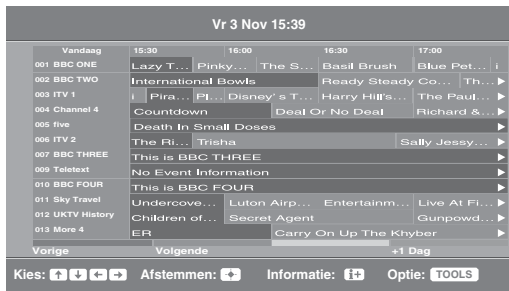 Vr 3 Nov 15:39
Vandaag 15:30 16:00 16:30 17:00
001 BBC ONE Lazy T... Pinky... The S... Basil Brush Blue Pet... i
002 BBC TWO International Bowls Ready Steady Co... Th...
003 ITV 1 i Pira... Pl... Disney's T... Harry Hill's... The Paul...
004 Channel 4 Countdown Deal Or No Deal Richard &...
005 five Death In Small Doses
006 ITV 2 The Ri... Trisha Sally Jessy...
007 BBC THREE This is BBC THREE
009 Teletext No Event Information
010 BBC FOUR This is BBC FOUR
011 Sky Travel Undercove... Luton Airp... Entertainm... Live At Fi...
012 UKTV History Children of... Secret Agent Gunpowd...
013 More 4 ER Carry On Up The Khyber
Vorige Volgende +1 Dag
Kies: ↑ ↓ ← → Afstemmen: Informatie: i+ Optie: TOOLS